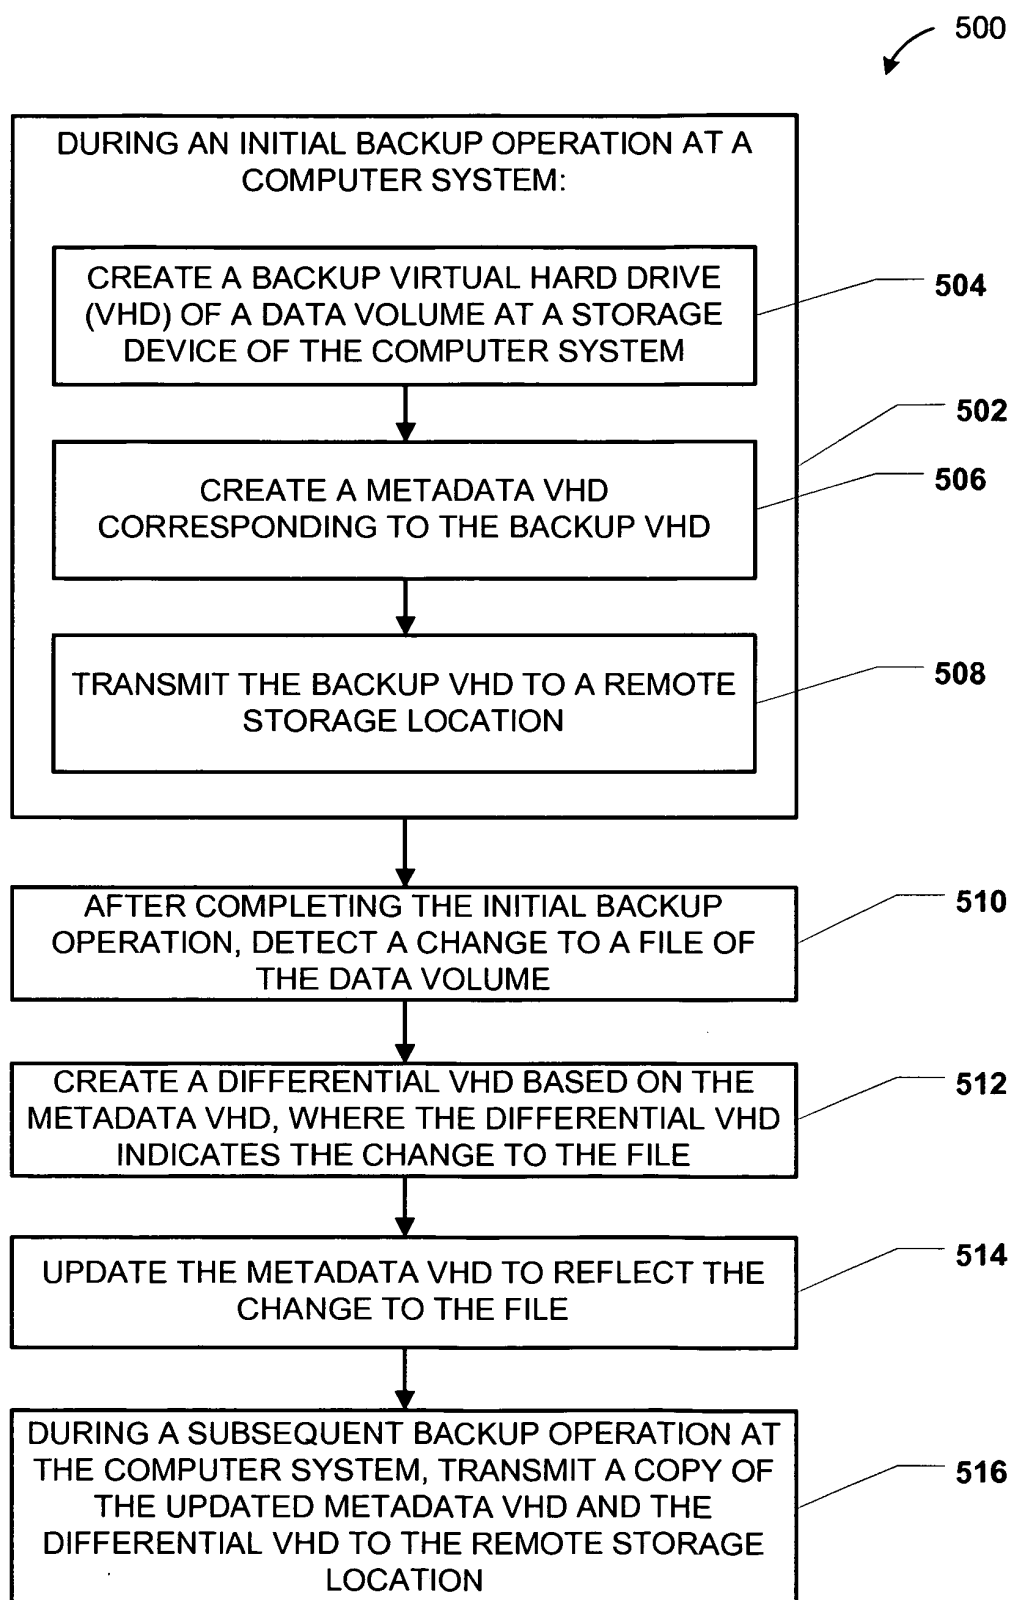 500
DURING AN INITIAL BACKUP OPERATION AT A
COMPUTER SYSTEM:
CREATE A BACKUP VIRTUAL HARD DRIVE
(VHD) OF A DATA VOLUME AT A STORAGE
DEVICE OF THE COMPUTER SYSTEM
504
502
CREATE A METADATA VHD
CORRESPONDING TO THE BACKUP VHD
506
TRANSMIT THE BACKUP VHD TO A REMOTE
STORAGE LOCATION
508
AFTER COMPLETING THE INITIAL BACKUP
OPERATION, DETECT A CHANGE TO A FILE OF
THE DATA VOLUME
510
CREATE A DIFFERENTIAL VHD BASED ON THE
METADATA VHD, WHERE THE DIFFERENTIAL VHD
INDICATES THE CHANGE TO THE FILE
512
UPDATE THE METADATA VHD TO REFLECT THE
CHANGE TO THE FILE
514
DURING A SUBSEQUENT BACKUP OPERATION AT
THE COMPUTER SYSTEM, TRANSMIT A COPY OF
THE UPDATED METADATA VHD AND THE
DIFFERENTIAL VHD TO THE REMOTE STORAGE
LOCATION
516